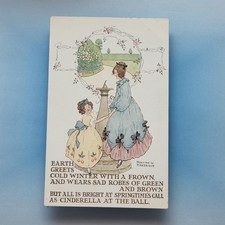 EARTH
GREETS
COLD WINTER WITH A FROWN,
AND WEARS SAD ROBES OF GREEN
AND BROWN
BUT ALL IS BRIGHT AT SPRINGTIME'S CALL
AS CINDERELLA AT THE BALL.